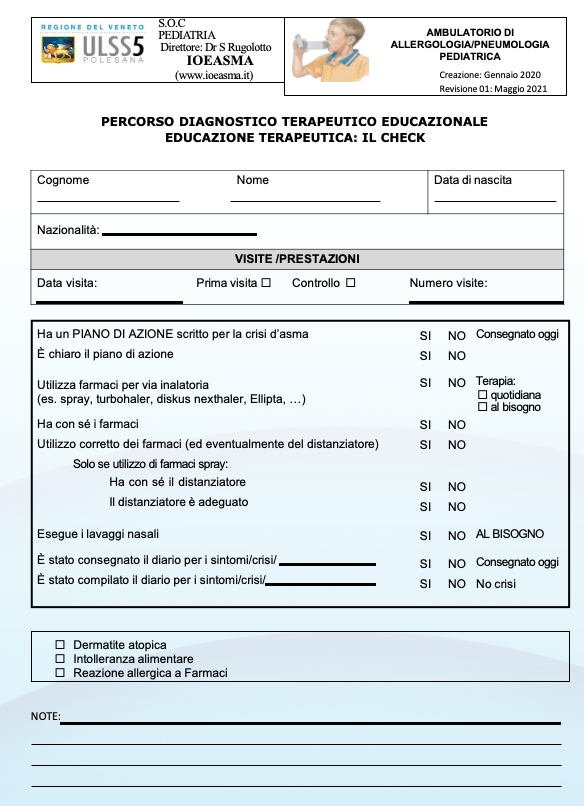 REGIONE DEL VENETO
ULSS5
POLESANA
S.O.C
PEDIATRIA
Direttore: Dr S Rugolotto
IOEASMA
(www.ioeasma.it)
AMBULATORIO DI
ALLERGOLOGIA/PNEUMOLOGIA
PEDIATRICA
Creazione: Gennaio 2020
Revisione 01: Maggio 2021
PERCORSO DIAGNOSTICO TERAPEUTICO EDUCAZIONALE
EDUCAZIONE TERAPEUTICA: IL CHECK
Cognome Nome Data di nascita
Nazionalità:
VISITE /PRESTAZIONI
Data visita: Prima visita ☐ Controllo ☐ Numero visite:
Ha un PIANO DI AZIONE scritto per la crisi d'asma SI NO Consegnato oggi
È chiaro il piano di azione SI NO
Utilizza farmaci per via inalatoria SI NO Terapia:
(es. spray, turbohaler, diskus nexthaler, Ellipta, …) ☐ quotidiana
☐ al bisogno
Ha con sé i farmaci SI NO
Utilizzo corretto dei farmaci (ed eventualmente del distanziatore) SI NO
Solo se utilizzo di farmaci spray:
Ha con sé il distanziatore SI NO
Il distanziatore è adeguato SI NO
Esegue i lavaggi nasali SI NO AL BISOGNO
È stato consegnato il diario per i sintomi/crisi/ SI NO Consegnato oggi
È stato compilato il diario per i sintomi/crisi/ SI NO No crisi
☐ Dermatite atopica
☐ Intolleranza alimentare
☐ Reazione allergica a Farmaci
NOTE: